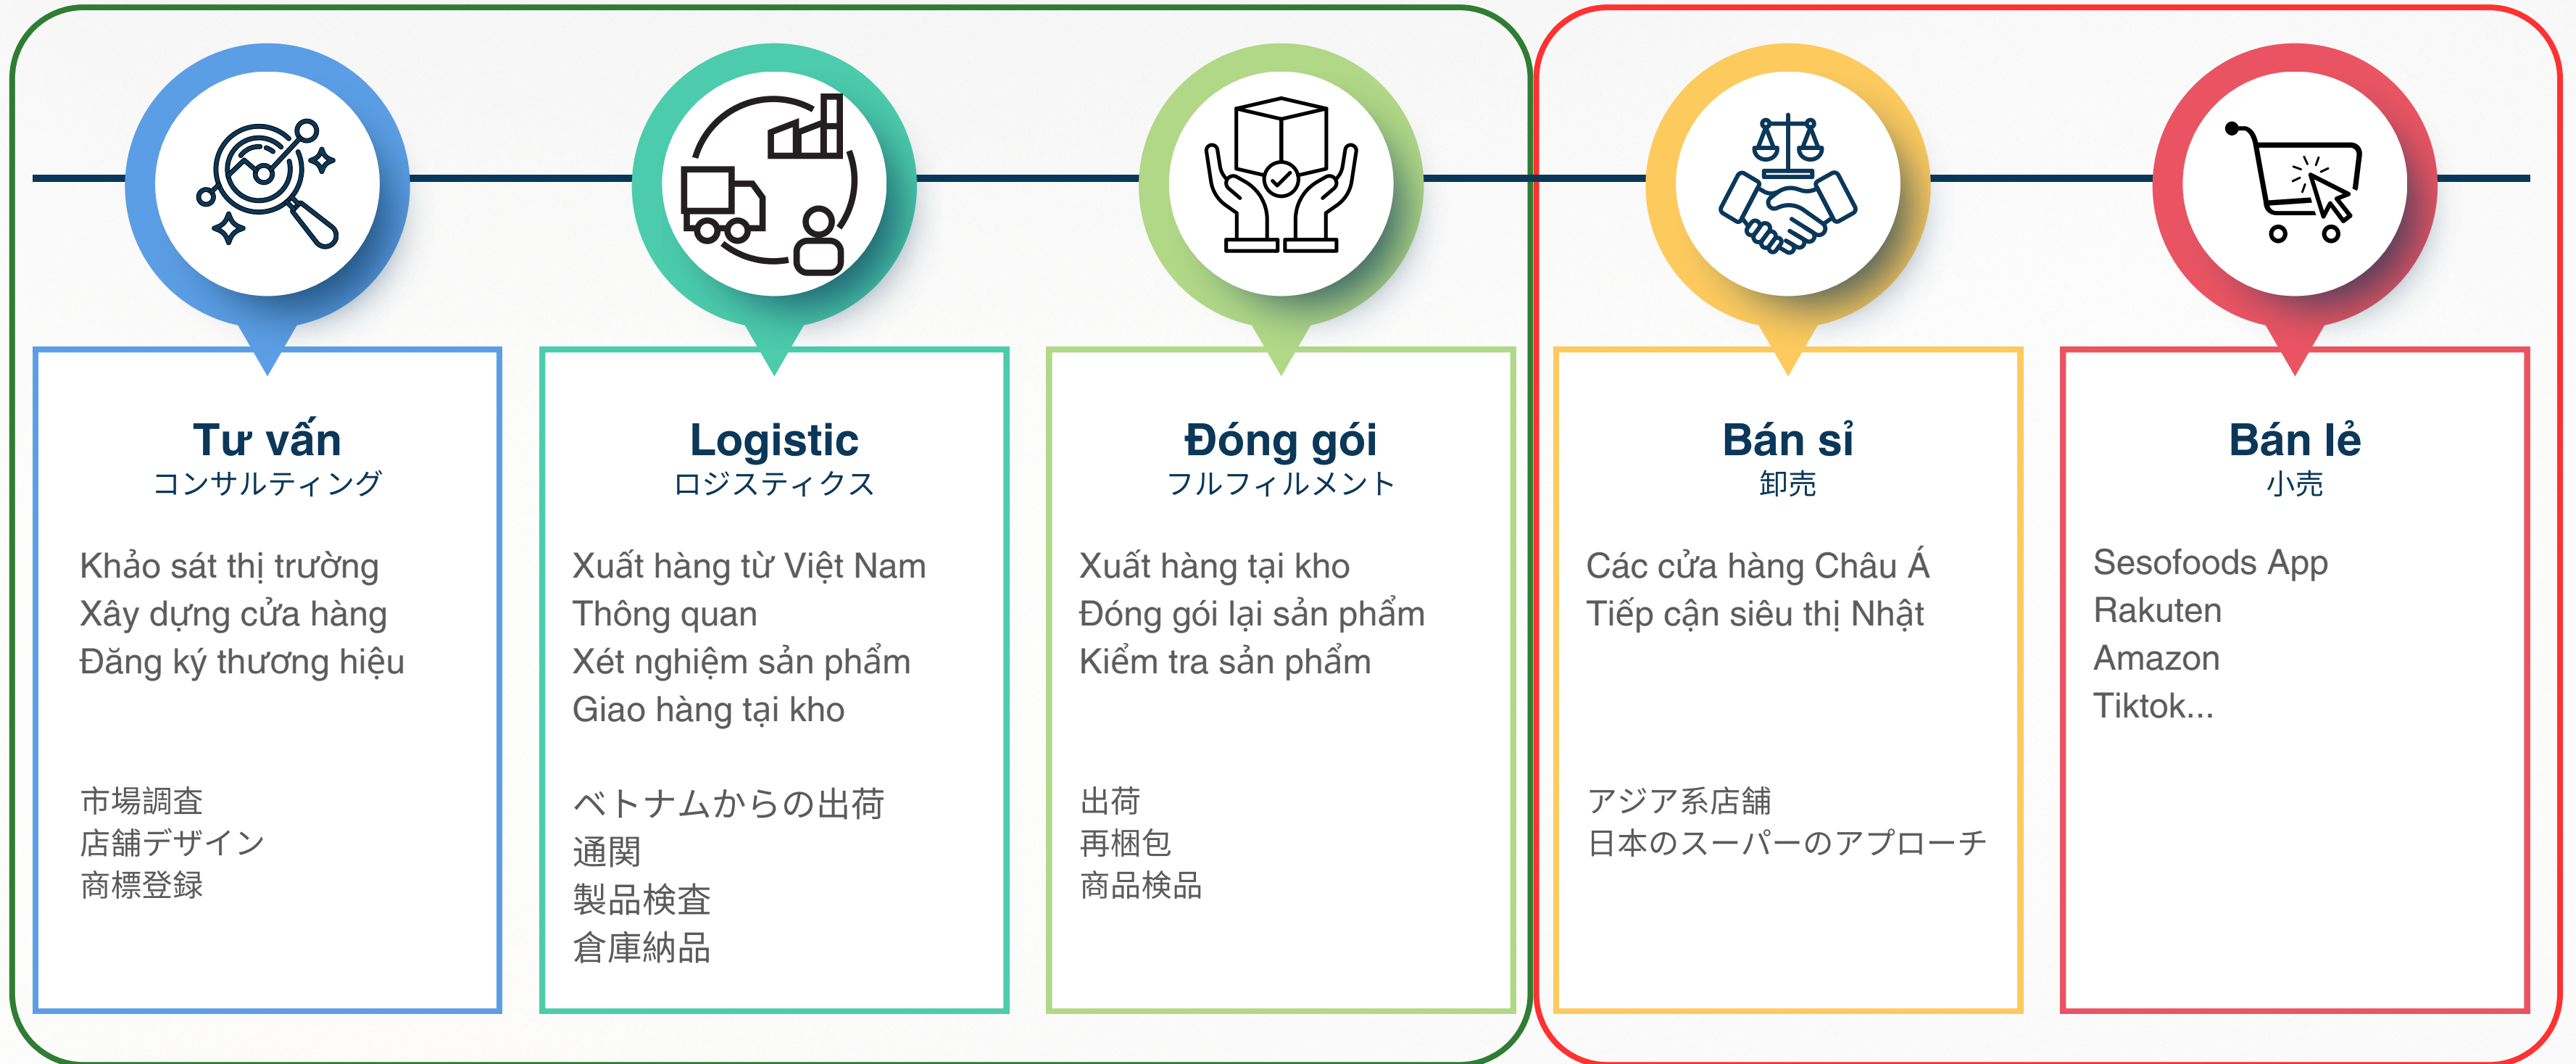 Tư vấn
コンサルティング
Khảo sát thị trường
Xây dựng cửa hàng
Đăng ký thương hiệu
市場調査
店舗デザイン
商標登録
Logistic
ロジスティクス
Xuất hàng từ Việt Nam
Thông quan
Xét nghiệm sản phẩm
Giao hàng tại kho
ベトナムからの出荷
通関
製品検査
倉庫納品
Đóng gói
フルフィルメント
Xuất hàng tại kho
Đóng gói lại sản phẩm
Kiểm tra sản phẩm
出荷
再梱包
商品検品
Bán sỉ
卸売
Các cửa hàng Châu Á
Tiếp cận siêu thị Nhật
アジア系店舗
日本のスーパーのアプローチ
Bán lẻ
小売
Sesofoods App
Rakuten
Amazon
Tiktok...